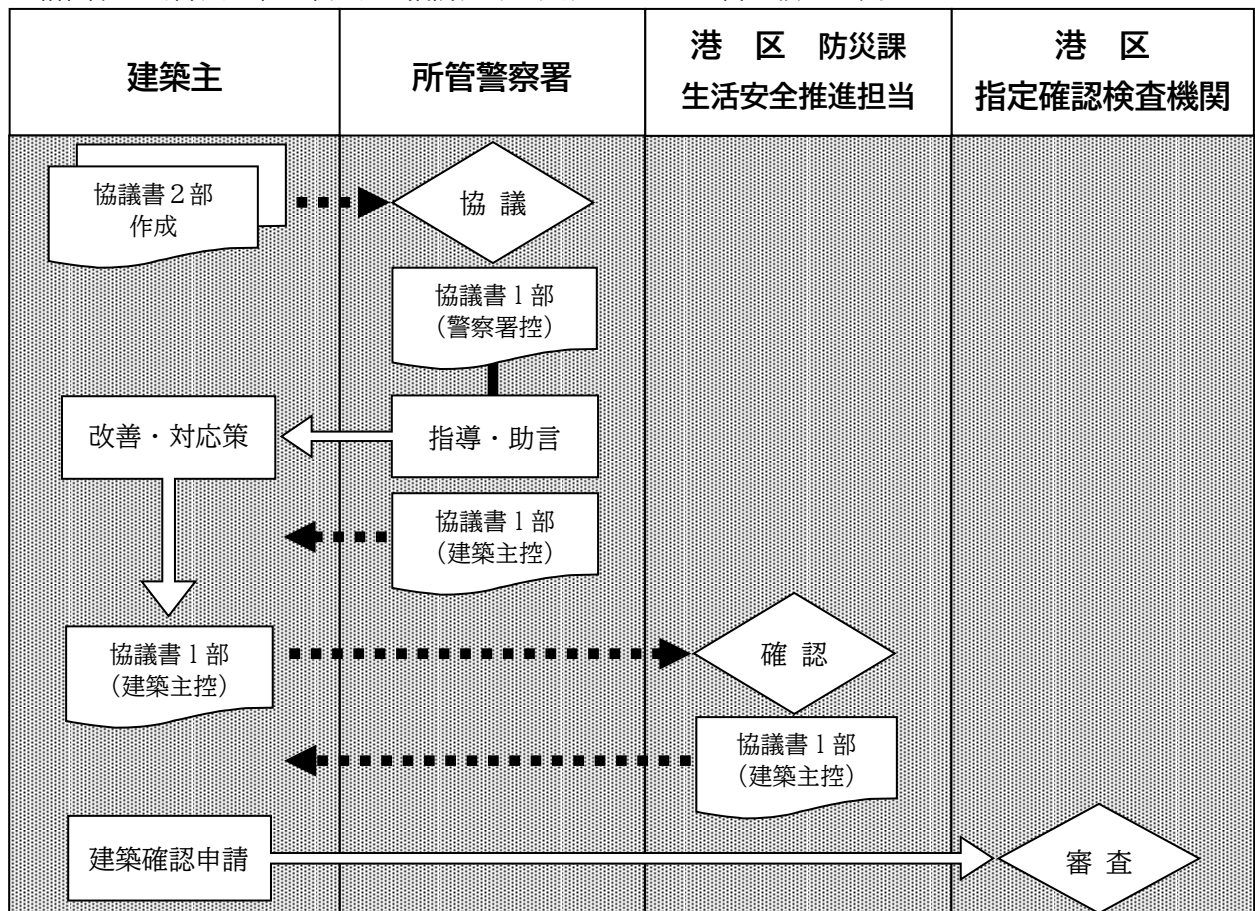 建築主
所管警察署
港 区 防災課
生活安全推進担当
港 区
指定確認検査機関
協議書２部
作成
協 議
協議書１部
（警察署控）
改善・対応策
指導・助言
協議書１部
（建築主控）
協議書１部
（建築主控）
確 認
協議書１部
（建築主控）
建築確認申請
審 査